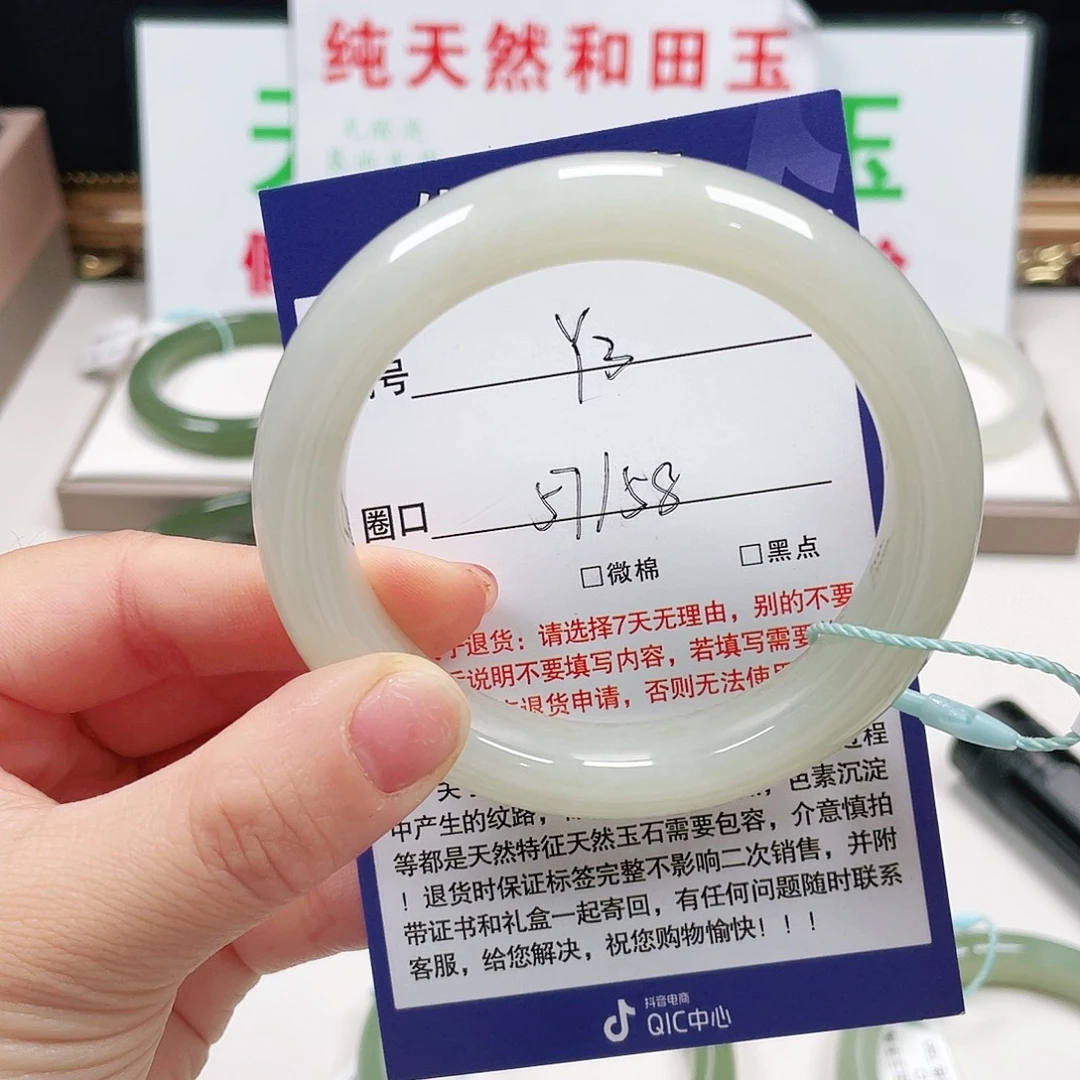 纯天然和田玉
玉
号 Y3
圈口 57/58
□微棉 □黑点
退货：请选择7天无理由，别的不要
说明不要填写内容，若填写需要
退货申请，否则无法使用
过程
中产生的纹路， 色素沉淀
等都是天然特征天然玉石需要包容，介意慎拍
！退货时保证标签完整不影响二次销售，并附
带证书和礼盒一起寄回，有任何问题随时联系
客服，给您解决，祝您购物愉快！！！
抖音电商
QIC中心